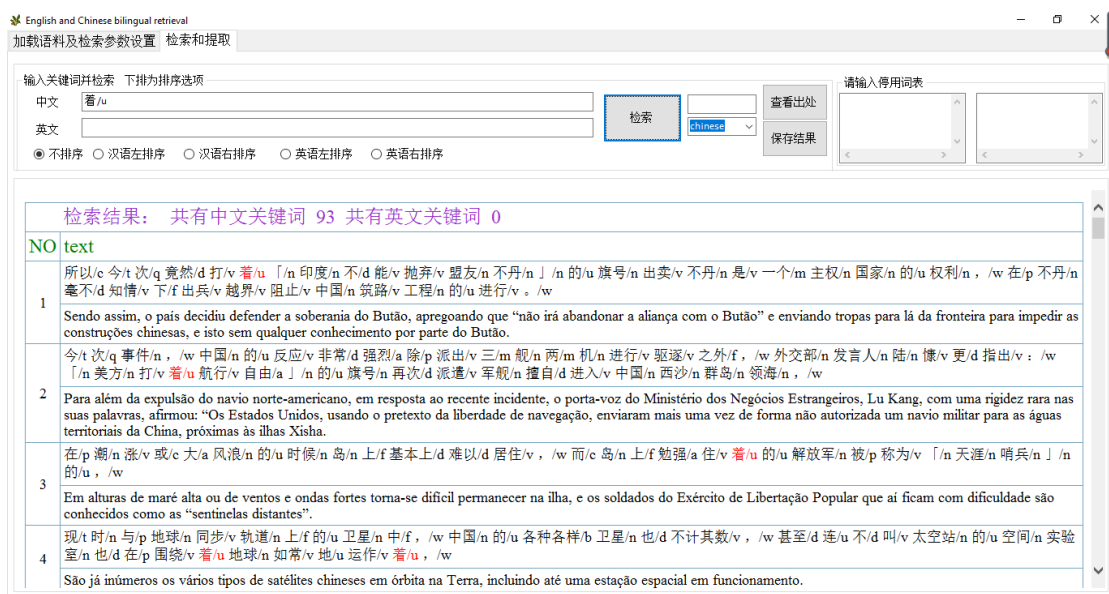 English and Chinese bilingual retrieval
加载语料及检索参数设置 检索和提取
输入关键词并检索 下排为排序选项
请输入停用词表
中文 着/u
英文
检索
chinese
查看出处
保存结果
不排序 汉语左排序 汉语右排序 英语左排序 英语右排序
检索结果： 共有中文关键词 93 共有英文关键词 0
NO text
1
所以/c 今/t 次/q 竟然/d 打/v 着/u 「/n 印度/n 不/d 能/v 抛弃/v 盟友/n 不丹/n 」/n 的/u 旗号/n 出卖/v 不丹/n 是/v 一个/m 主权/n 国家/n 的/u 权利/n ，/w 在/p 不丹/n
毫不/d 知情/v 下/f 出兵/v 越界/v 阻止/v 中国/n 筑路/v 工程/n 的/u 进行/v 。/w
Sendo assim, o país decidiu defender a soberania do Butão, apregoando que “não irá abandonar a aliança com o Butão” e enviando tropas para lá da fronteira para impedir as
construções chinesas, e isto sem qualquer conhecimento por parte do Butão.
2
今/t 次/q 事件/n ，/w 中国/n 的/u 反应/v 非常/d 强烈/a 除/p 派出/v 三/m 舰/n 两/m 机/n 进行/v 驱逐/v 之外/f ，/w 外交部/n 发言人/n 陆/n 慷/v 更/d 指出/v ：/w
「/n 美方/n 打/v 着/u 航行/v 自由/a 」/n 的/u 旗号/n 再次/d 派遣/v 军舰/n 擅自/d 进入/v 中国/n 西沙/n 群岛/n 领海/n ，/w
Para além da expulsão do navio norte-americano, em resposta ao recente incidente, o porta-voz do Ministério dos Negócios Estrangeiros, Lu Kang, com uma rigidez rara nas
suas palavras, afirmou: “Os Estados Unidos, usando o pretexto da liberdade de navegação, enviaram mais uma vez de forma não autorizada um navio militar para as águas
territoriais da China, próximas às ilhas Xisha.
3
在/p 潮/n 涨/v 或/c 大/a 风浪/n 的/u 时候/n 岛/n 上/f 基本上/d 难以/d 居住/v ，/w 而/c 岛/n 上/f 勉强/a 住/v 着/u 的/u 解放军/n 被/p 称为/v 「/n 天涯/n 哨兵/n 」/n
的/u ，/w
Em alturas de maré alta ou de ventos e ondas fortes torna-se difícil permanecer na ilha, e os soldados do Exército de Libertação Popular que aí ficam com dificuldade são
conhecidos como as “sentinelas distantes”.
4
现/t 时/n 与/p 地球/n 同步/v 轨道/n 上/f 的/u 卫星/n 中/f ，/w 中国/n 的/u 各种各样/b 卫星/n 也/d 不计其数/v ，/w 甚至/d 连/u 不/d 叫/v 太空站/n 的/u 空间/n 实验
室/n 也/d 在/p 围绕/v 着/u 地球/n 如常/v 地/u 运作/v 着/u ，/w
São já inúmeros os vários tipos de satélites chineses em órbita na Terra, incluindo até uma estação espacial em funcionamento.